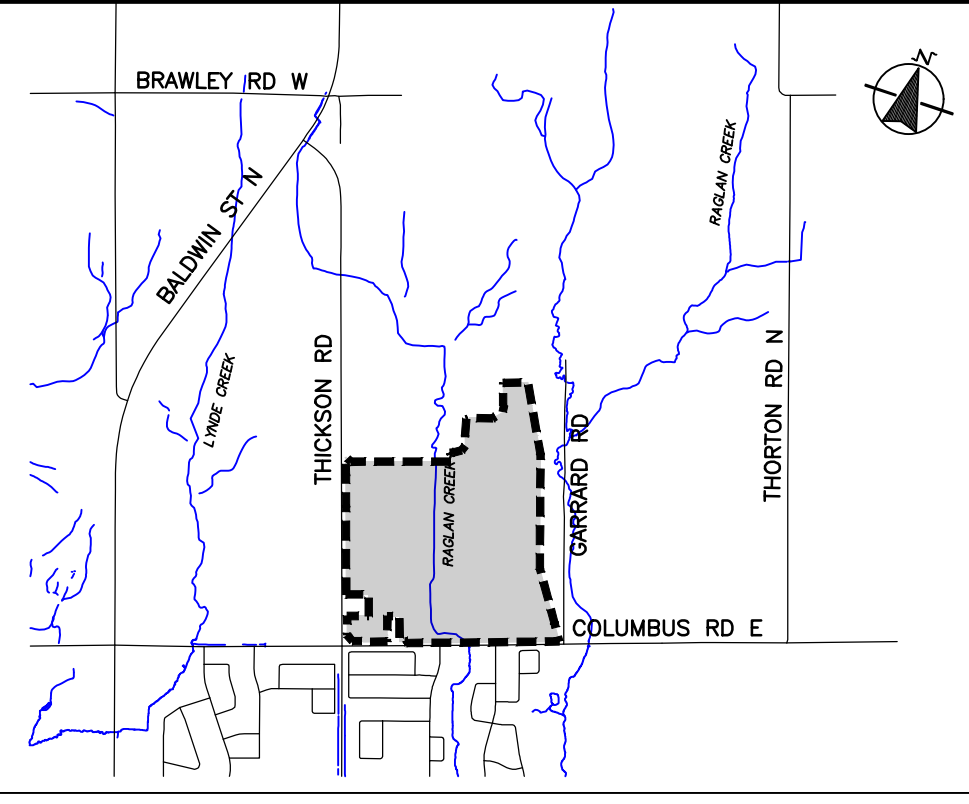 N
BRAWLEY RD W
BALDWIN ST N
RAGLAN CREEK
LYNDE CREEK
THICKSON RD
THORTON RD N
GARRARD RD
RAGLAN CREEK
COLUMBUS RD E